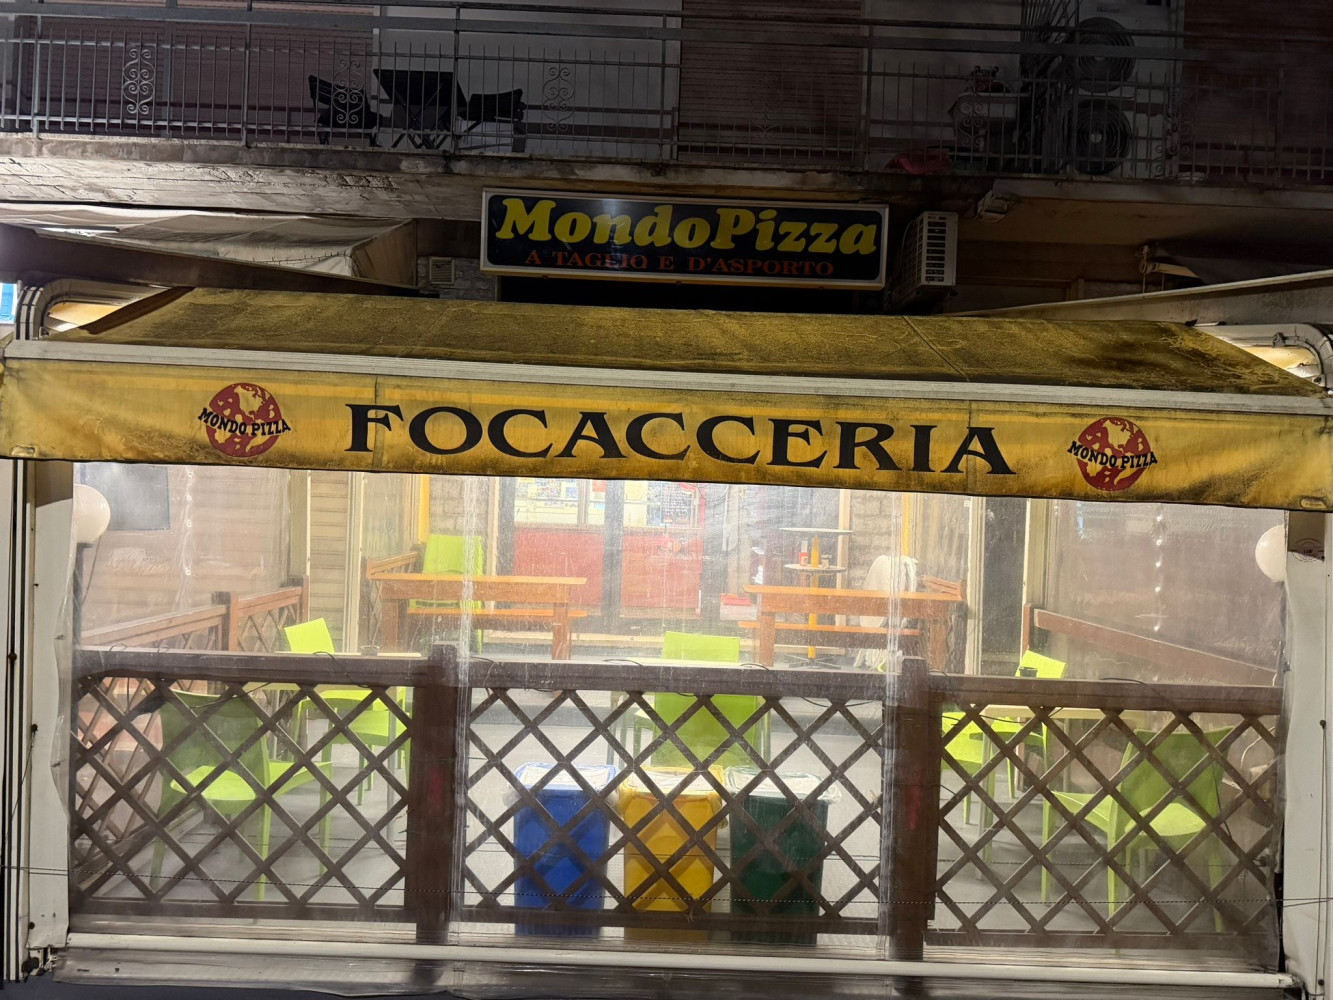 MondoPizza
A TAGLIO E D'ASPORTO
MONDO PIZZA
FOCACCERIA
MONDO PIZZA